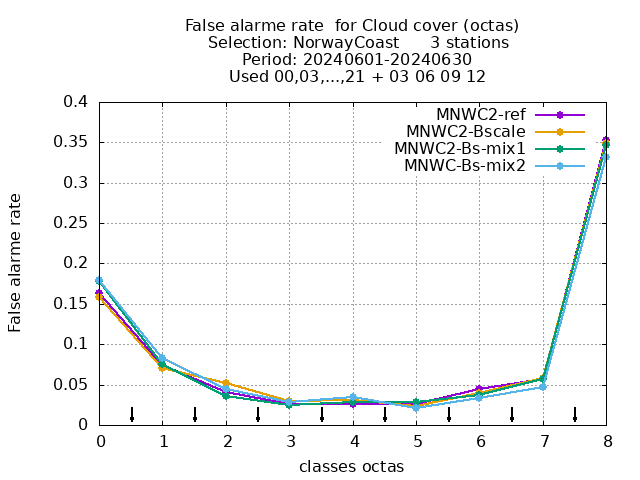 False alarme rate  for Cloud cover (octas)
Selection: NorwayCoast      3 stations
Period: 20240601-20240630
Used 00,03,...,21 + 03 06 09 12
MNWC2-ref
MNWC2-Bscale
MNWC2-Bs-mix1
MNWC-Bs-mix2
False alarme rate
0.4
0.35
0.3
0.25
0.2
0.15
0.1
0.05
0
0 1 2 3 4 5 6 7 8
classes octas